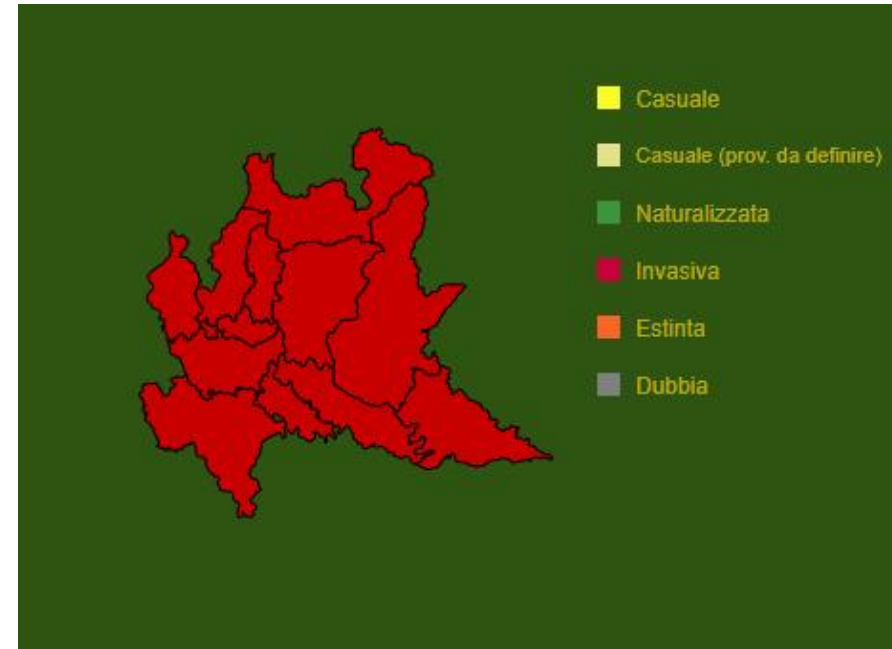 Casuale
Casuale (prov. da definire)
Naturalizzata
Invasiva
Estinta
Dubbia